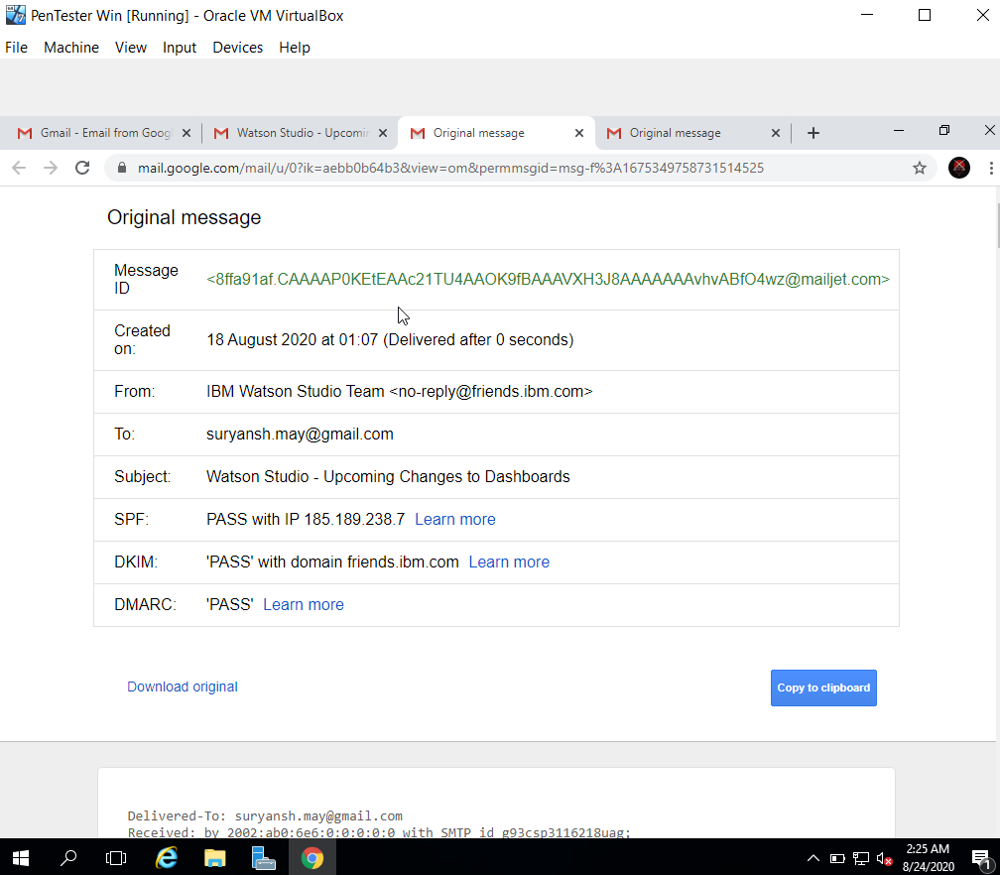 PenTester Win [Running] - Oracle VM VirtualBox
File Machine View Input Devices Help
Gmail - Email from Goog
Watson Studio - Upcomin
Original message
Original message
mail.google.com/mail/u/0?ik=aebb0b64b3&view=om&permmsgid=msg-f%3A1675349758731514525
Original message
Message ID <8ffa91af.CAAAAP0KEtEAAc21TU4AAOK9fBAAAVXH3J8AAAAAAAvhvABfO4wz@mailjet.com>
Created on: 18 August 2020 at 01:07 (Delivered after 0 seconds)
From: IBM Watson Studio Team <no-reply@friends.ibm.com>
To: suryansh.may@gmail.com
Subject: Watson Studio - Upcoming Changes to Dashboards
SPF: PASS with IP 185.189.238.7 Learn more
DKIM: 'PASS' with domain friends.ibm.com Learn more
DMARC: 'PASS' Learn more
Download original
Copy to clipboard
Delivered-To: suryansh.may@gmail.com
Received: by 2002:ab0:6e6:0:0:0:0:0 with SMTP id g93csp3116218uag;
2:25 AM
8/24/2020
1